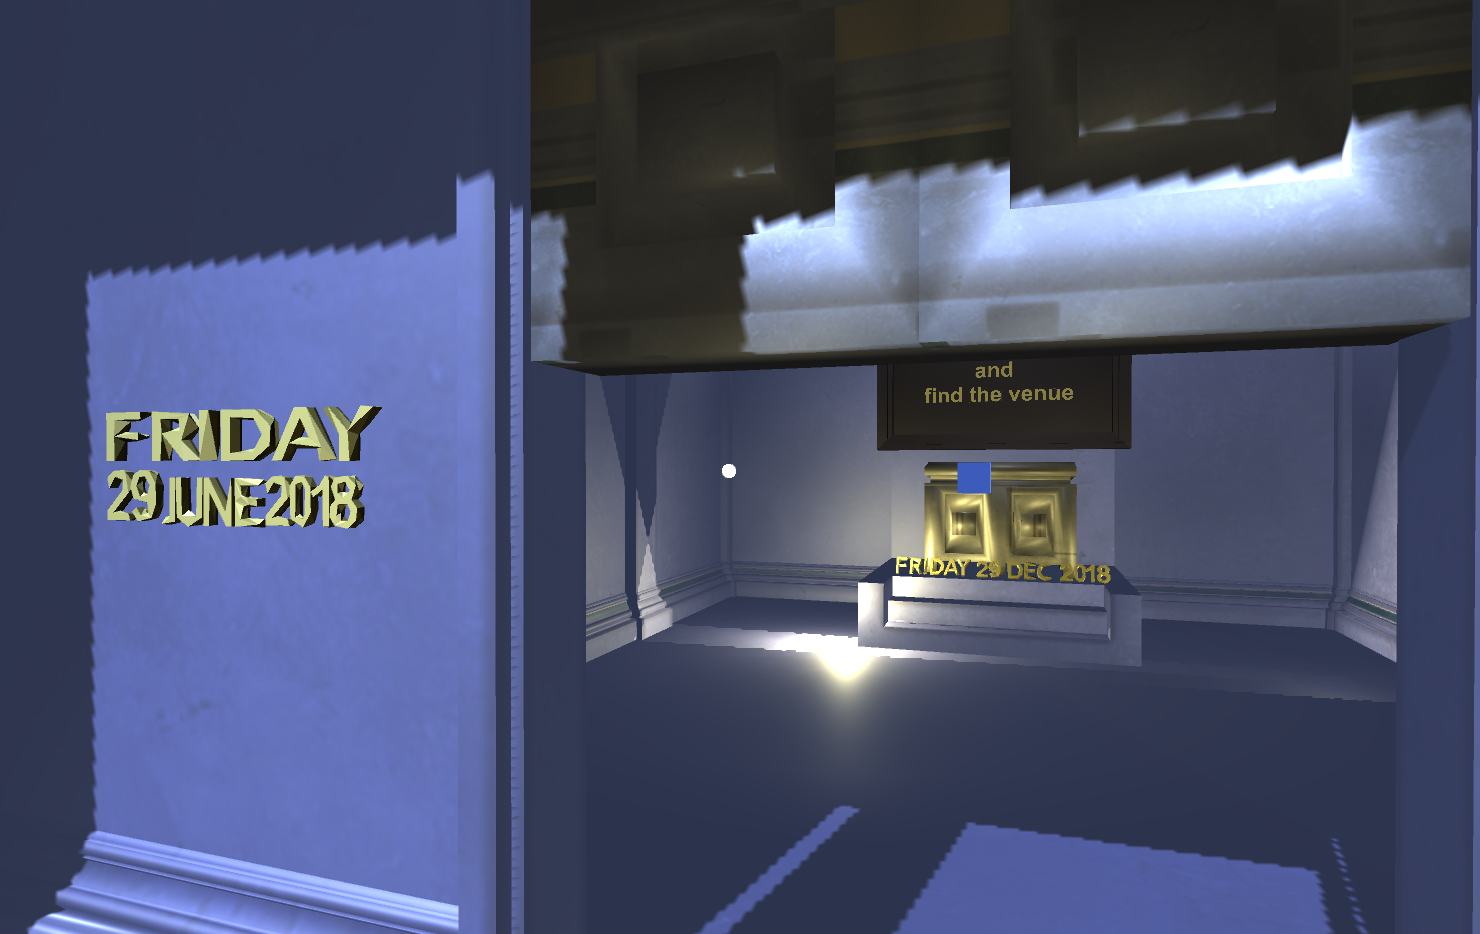 FRIDAY
29 JUNE 2018
and
find the venue
FRIDAY 29 DEC 2018